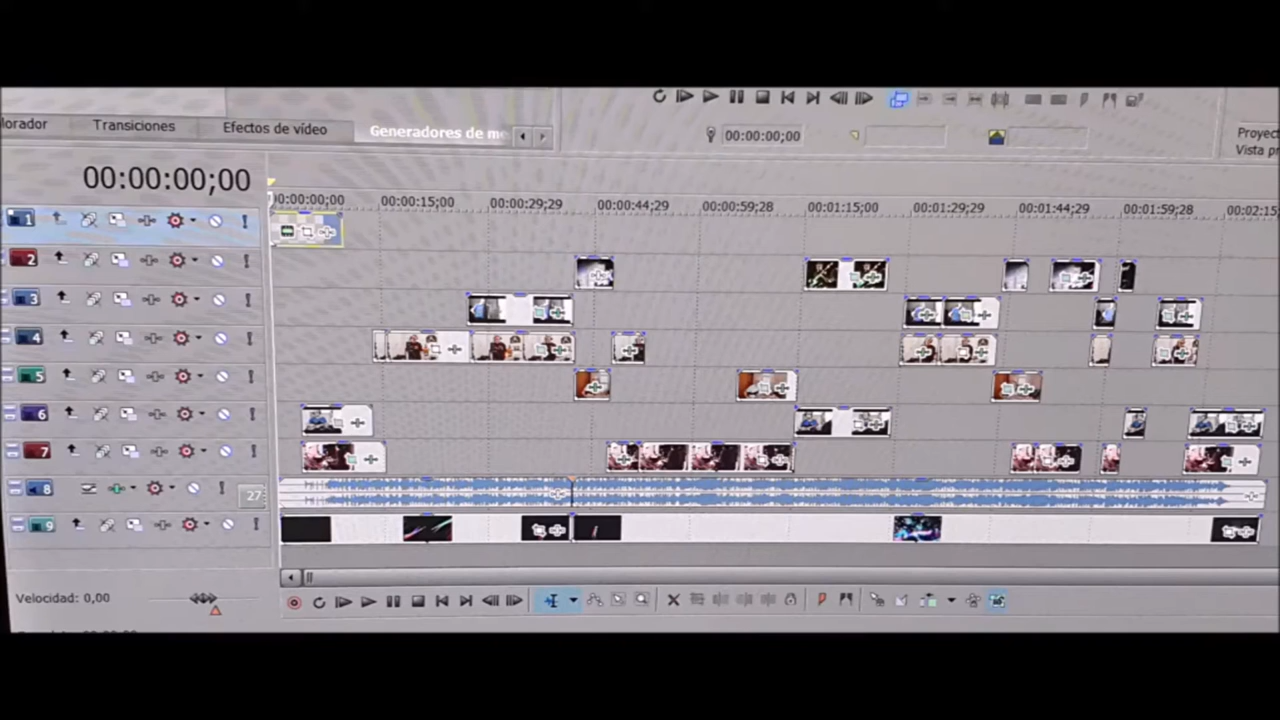 00:00:00;00
Proyec
lorador Transiciones Efectos de vídeo Generadores de me
Vista pr
00:00:00;00
00:00:00;00 00:00:15;00 00:00:29;29 00:00:44;29 00:00:59;28 00:01:15;00 00:01:29;29 00:01:44;29 00:01:59;28 00:02:15
1
2
3
4
5
6
7
8
27
9
Velocidad: 0,00